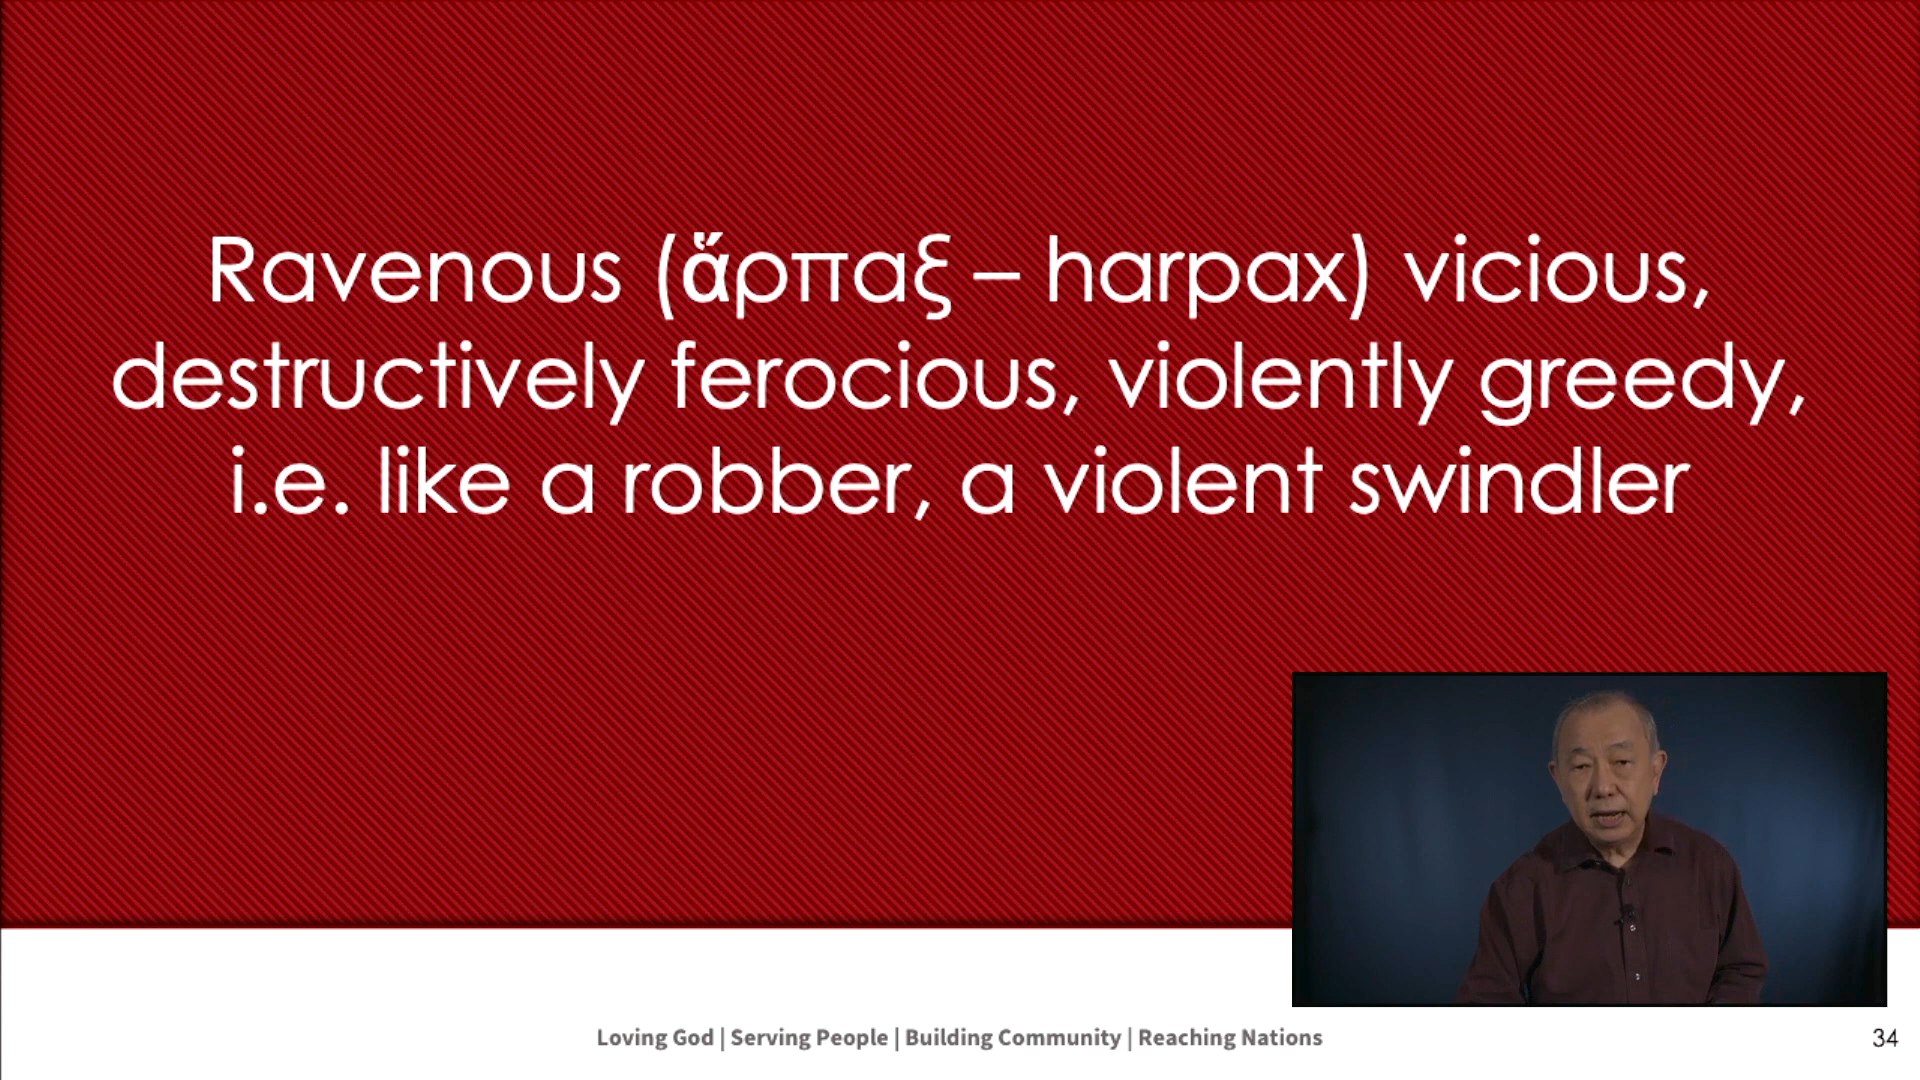 Ravenous (ἅρπαξ – harpax) vicious,
destructively ferocious, violently greedy,
i.e. like a robber, a violent swindler
Loving God | Serving People | Building Community | Reaching Nations
34